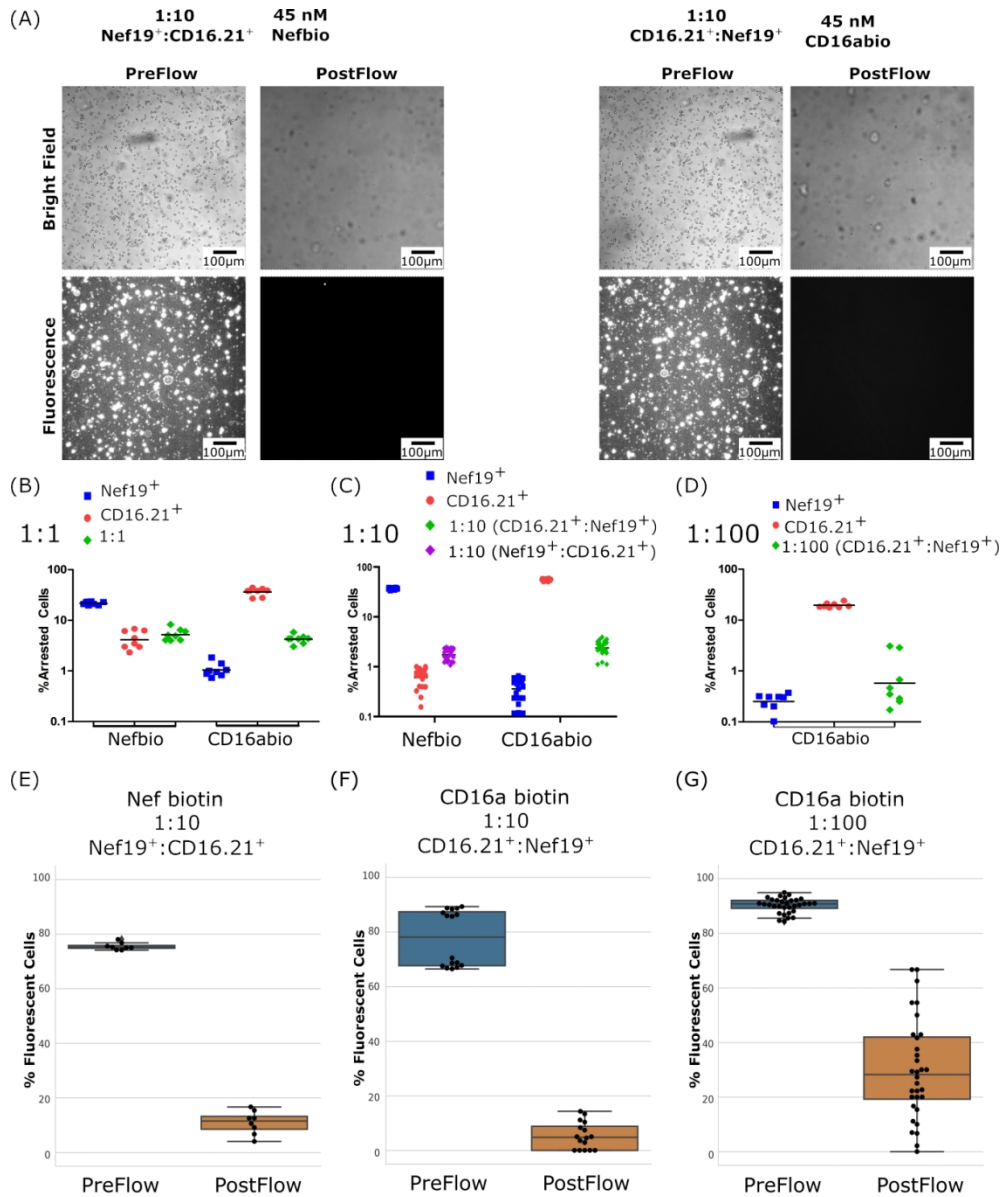 (A)
1:10
Nef19⁺:CD16.21⁺
45 nM
Nefbio
1:10
CD16.21⁺:Nef19⁺
45 nM
CD16abio
PreFlow
PostFlow
PreFlow
PostFlow
Bright Field
100µm
100µm
100µm
100µm
Fluorescence
100µm
100µm
100µm
100µm
(B)
1:1
Nef19⁺
CD16.21⁺
1:1
%Arrested Cells
100
10
1
0.1
Nefbio
CD16abio
(C)
1:10
Nef19⁺
CD16.21⁺
1:10 (CD16.21⁺:Nef19⁺)
1:10 (Nef19⁺:CD16.21⁺)
%Arrested Cells
100
10
1
0.1
Nefbio
CD16abio
(D)
1:100
Nef19⁺
CD16.21⁺
1:100 (CD16.21⁺:Nef19⁺)
%Arrested Cells
100
10
1
0.1
CD16abio
(E)
Nef biotin
1:10
Nef19⁺:CD16.21⁺
% Fluorescent Cells
100
80
60
40
20
0
PreFlow
PostFlow
(F)
CD16a biotin
1:10
CD16.21⁺:Nef19⁺
% Fluorescent Cells
100
80
60
40
20
0
PreFlow
PostFlow
(G)
CD16a biotin
1:100
CD16.21⁺:Nef19⁺
% Fluorescent Cells
100
80
60
40
20
0
PreFlow
PostFlow